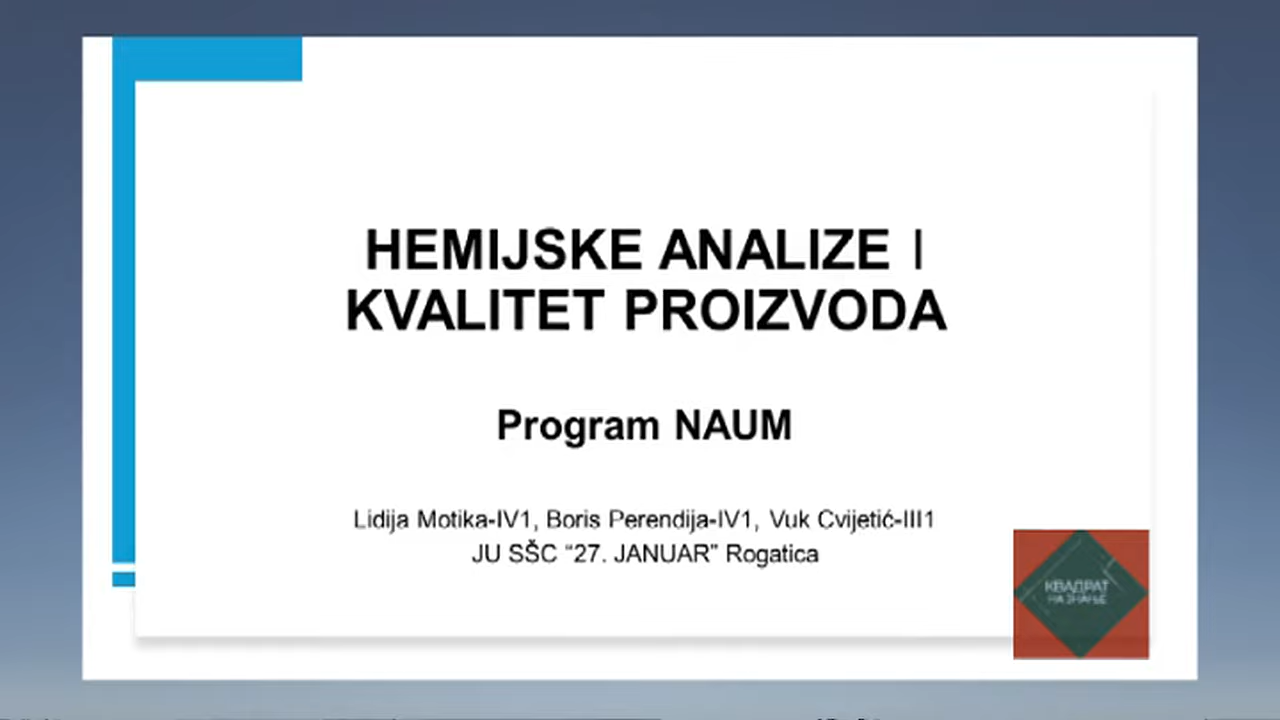 HEMIJSKE ANALIZE I
KVALITET PROIZVODA
Program NAUM
Lidija Motika-IV1, Boris Perendija-IV1, Vuk Cvijetić-III1
JU SŠC “27. JANUAR” Rogatica
КВАДРАТ
НА ЗНАЊЕ